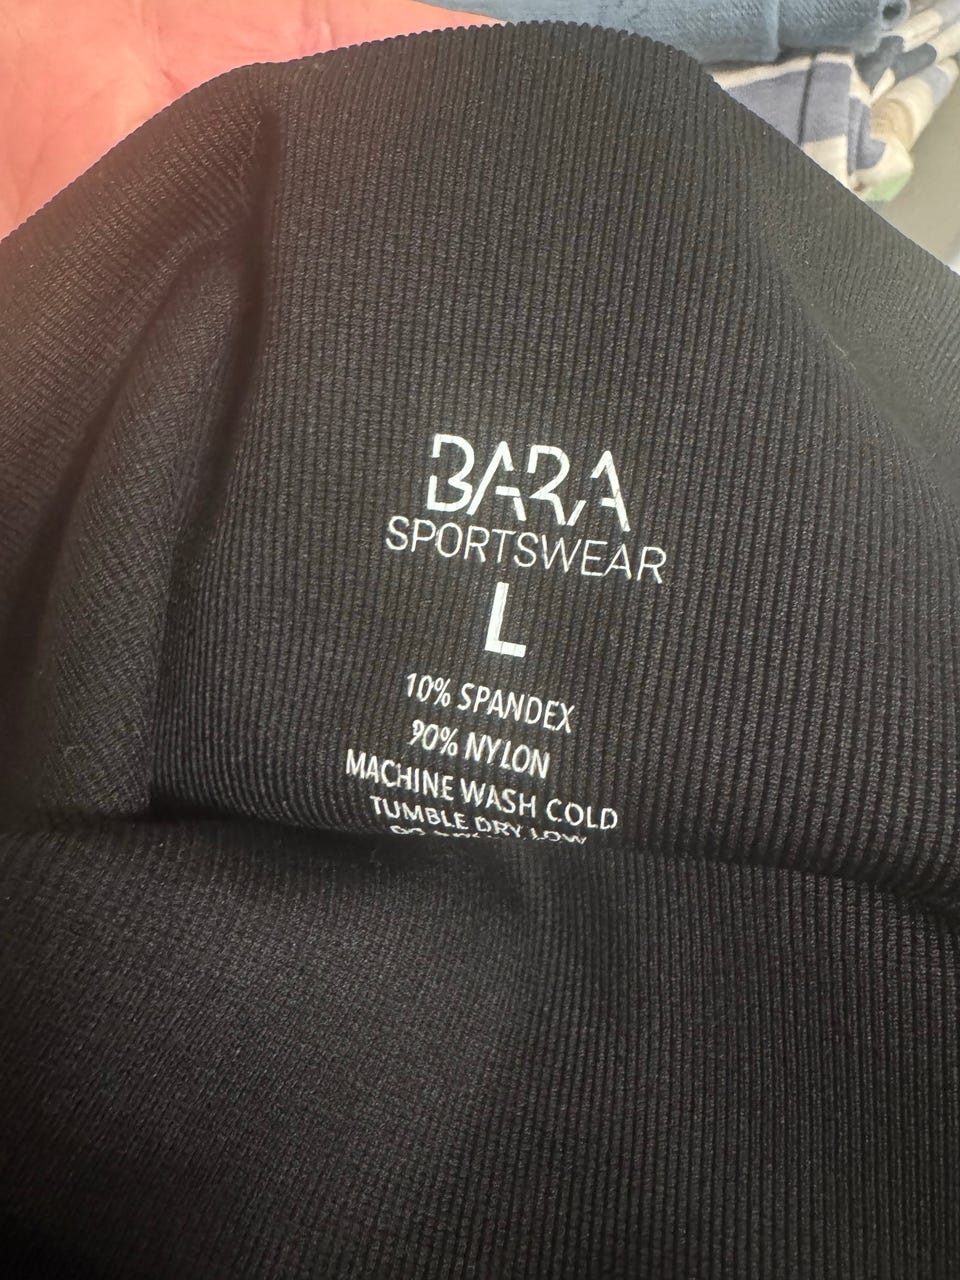 BARA
SPORTSWEAR
L
10% SPANDEX
90% NYLON
MACHINE WASH COLD
TUMBLE DRY LOW